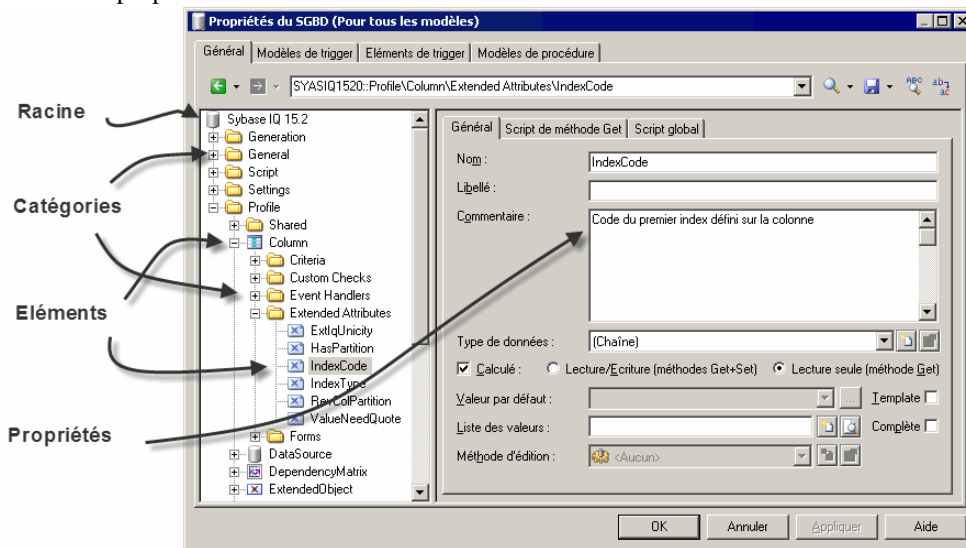 Propriétés du SGBD (Pour tous les modèles)
Général Modèles de trigger Eléments de trigger Modèles de procédure
SYASIQ1520::Profile\Column\Extended Attributes\IndexCode
Racine
Catégories
Eléments
Propriétés
Sybase IQ 15.2
Generation
General
Script
Settings
Profile
Shared
Column
Criteria
Custom Checks
Event Handlers
Extended Attributes
ExtIqUnicity
HasPartition
IndexCode
IndexType
RevColPartition
ValueNeedQuote
Forms
DataSource
DependencyMatrix
ExtendedObject
Général Script de méthode Get Script global
Nom : IndexCode
Libellé :
Commentaire : Code du premier index défini sur la colonne
Type de données : (Chaîne)
Calculé : Lecture/Ecriture (méthodes Get+Set) Lecture seule (méthode Get)
Valeur par défaut : ... Template
Liste des valeurs : Complète
Méthode d'édition : <Aucun>
OK Annuler Appliquer Aide